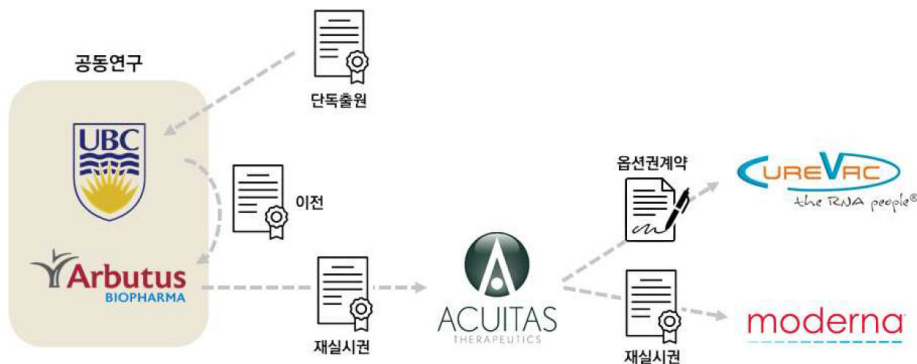 공동연구
단독출원
UBC
이전
Arbutus
BIOPHARMA
재실시권
ACUITAS
THERAPEUTICS
옵션권계약
CUREVAC
the RNA people®
재실시권
moderna